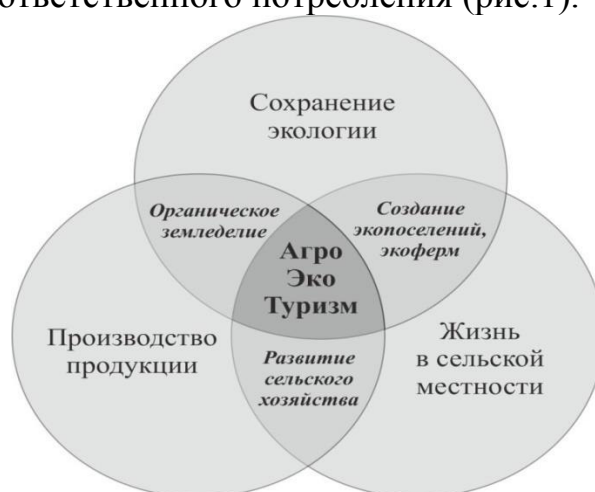 ответственного потребления (рис.1).
Сохранение
экологии
Органическое
земледелие
Создание
экопоселений,
экоферм
Агро
Эко
Туризм
Производство
продукции
Жизнь
в сельской
местности
Развитие
сельского
хозяйства